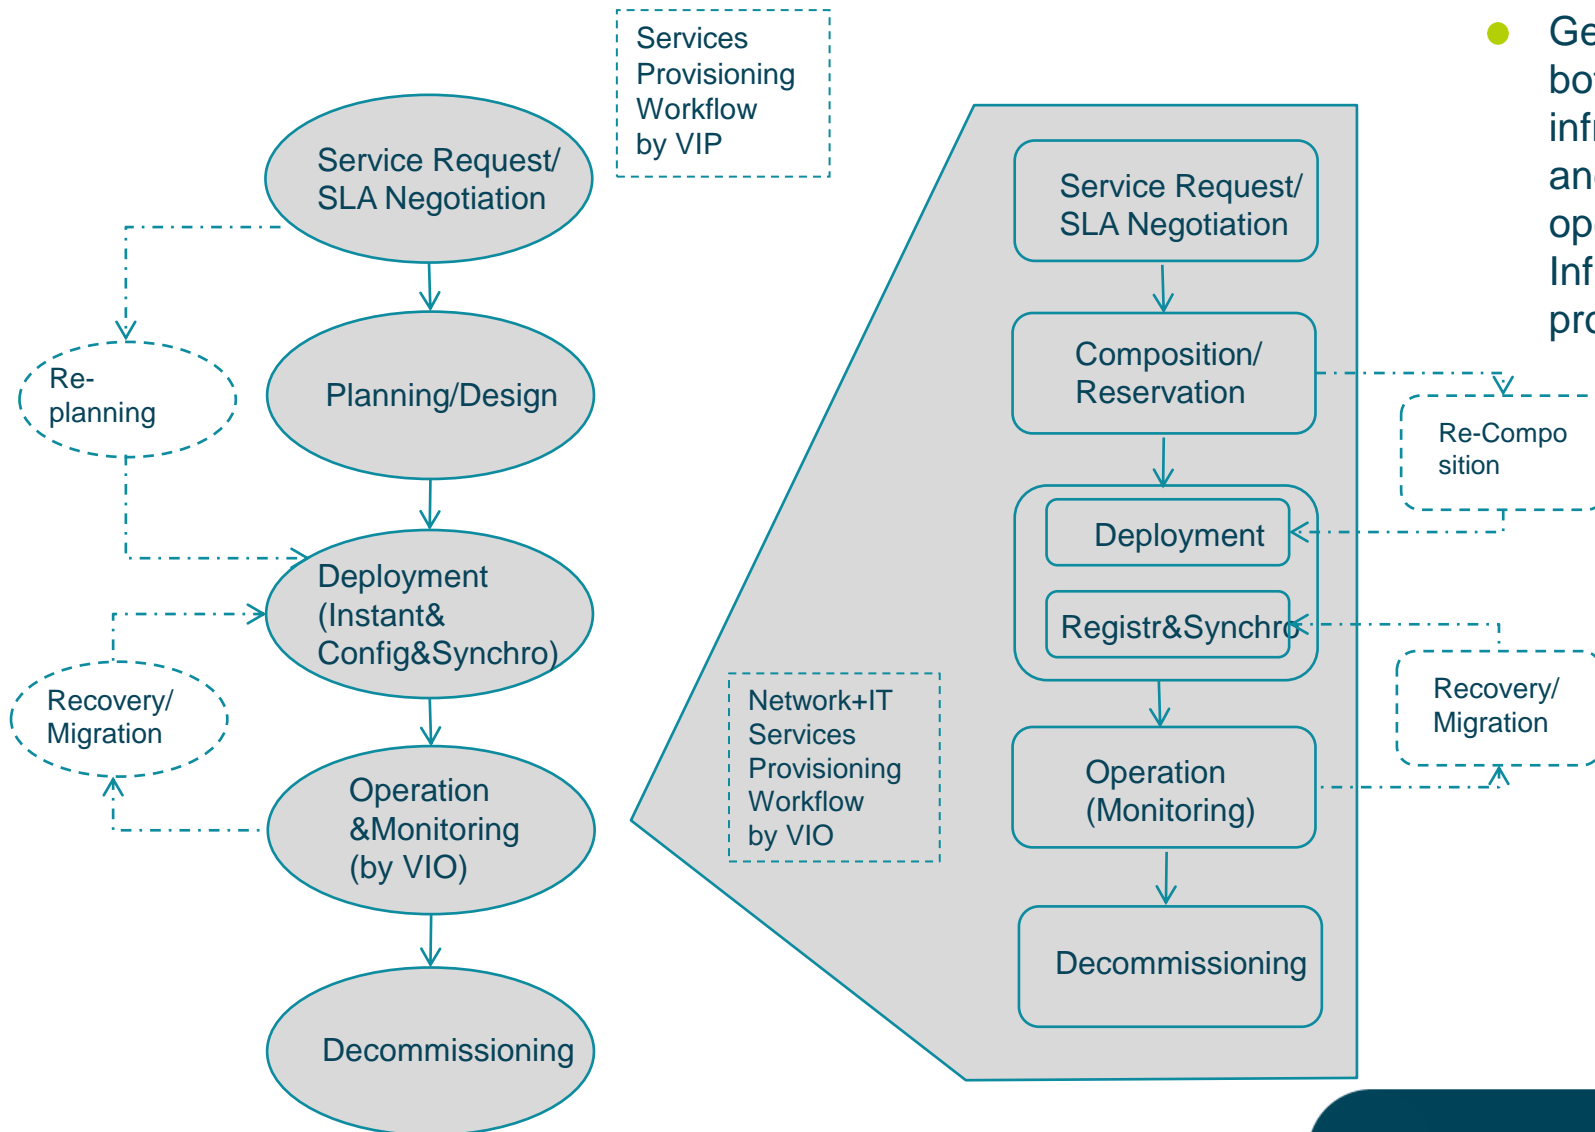 Services
Provisioning
Workflow
by VIP
Service Request/
SLA Negotiation
Planning/Design
Re-
planning
Deployment
(Instant&
Config&Synchro)
Recovery/
Migration
Operation
&Monitoring
(by VIO)
Decommissioning
Network+IT
Services
Provisioning
Workflow
by VIO
Service Request/
SLA Negotiation
Composition/
Reservation
Re-Compo
sition
Deployment
Registr&Synchro
Recovery/
Migration
Operation
(Monitoring)
Decommissioning